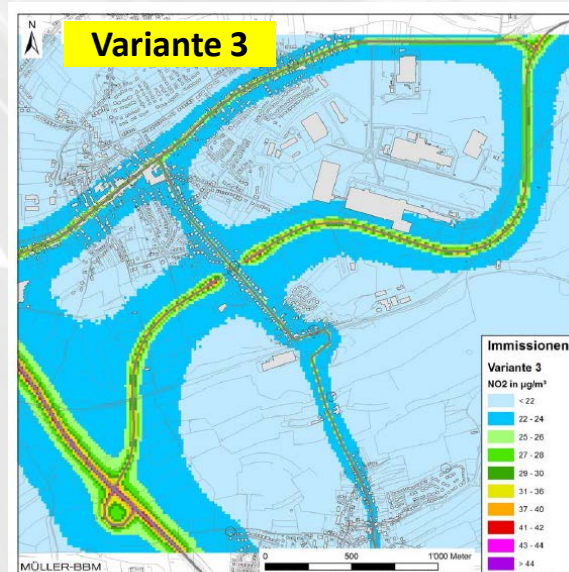 N
Variante 3
Immissionen
Variante 3
NO2 in µg/m³
< 22
22 - 24
25 - 26
27 - 28
29 - 30
31 - 36
37 - 40
41 - 42
43 - 44
> 44
0 500 1'000 Meter
MÜLLER-BBM